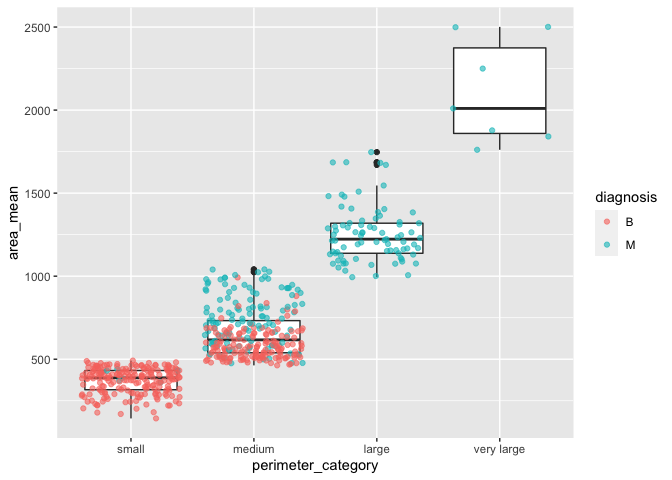 2500
2000
1500
1000
500
area_mean
small medium large very large
perimeter_category
diagnosis
B
M